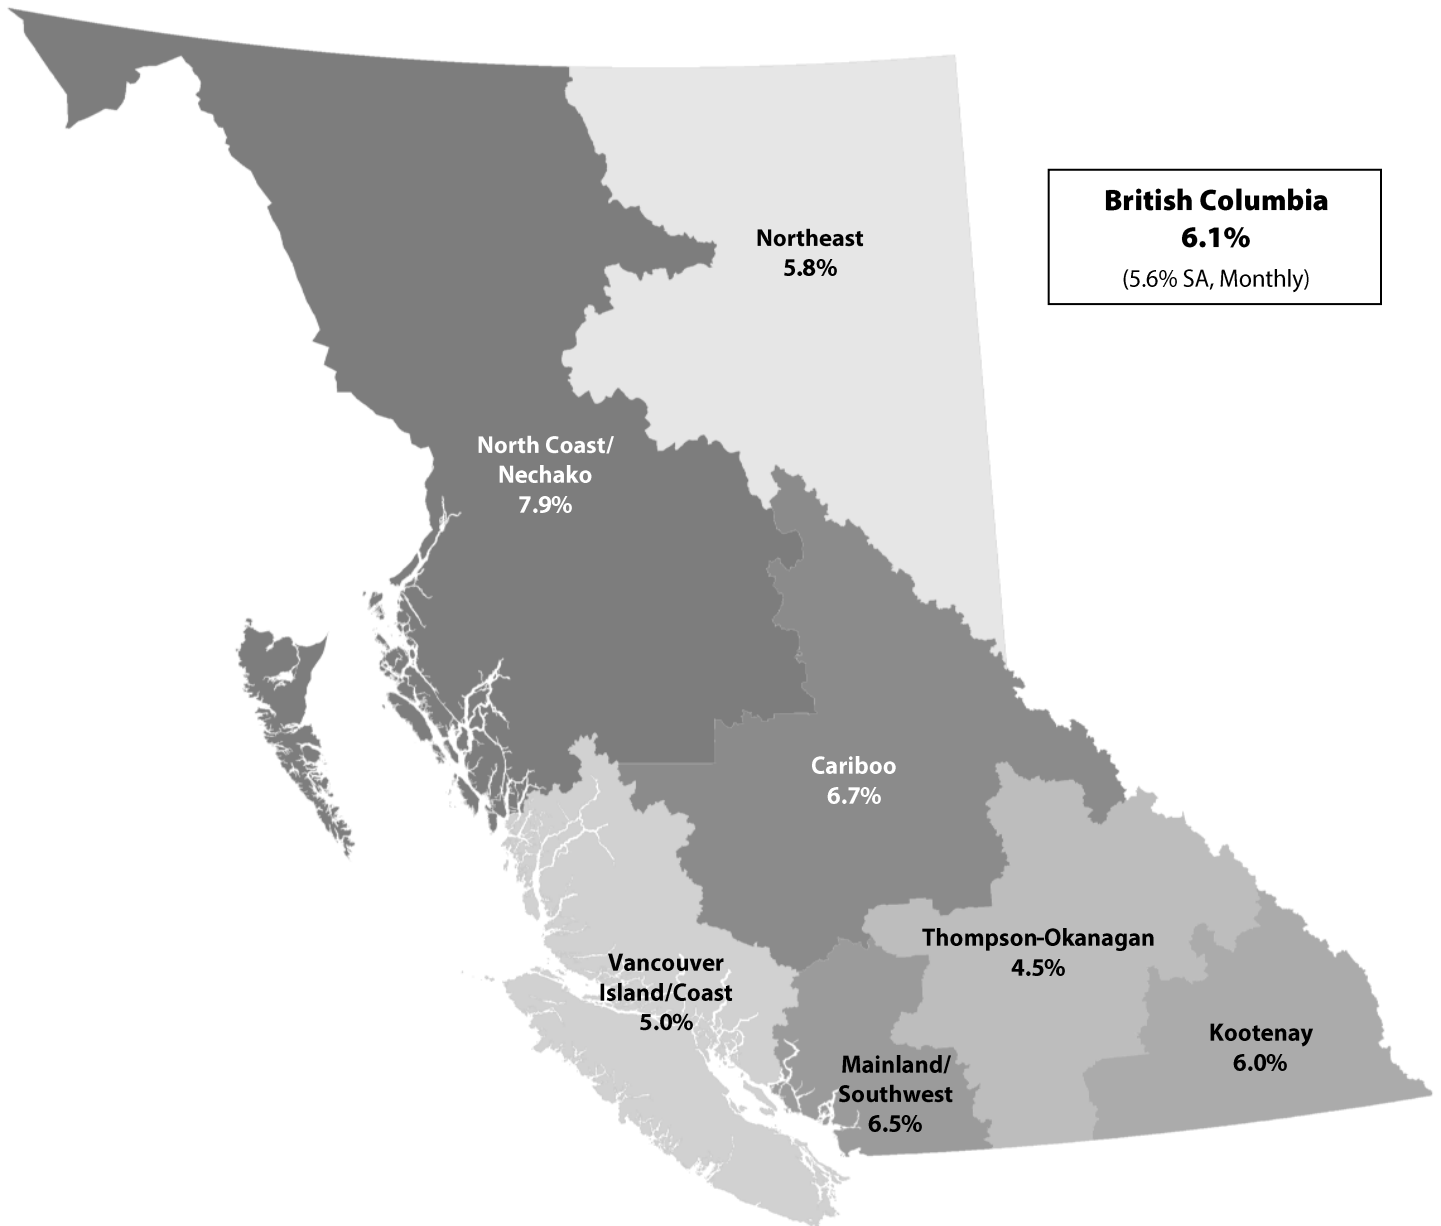 British Columbia
6.1%
(5.6% SA, Monthly)
Northeast
5.8%
North Coast/
Nechako
7.9%
Cariboo
6.7%
Thompson-Okanagan
4.5%
Vancouver
Island/Coast
5.0%
Kootenay
6.0%
Mainland/
Southwest
6.5%